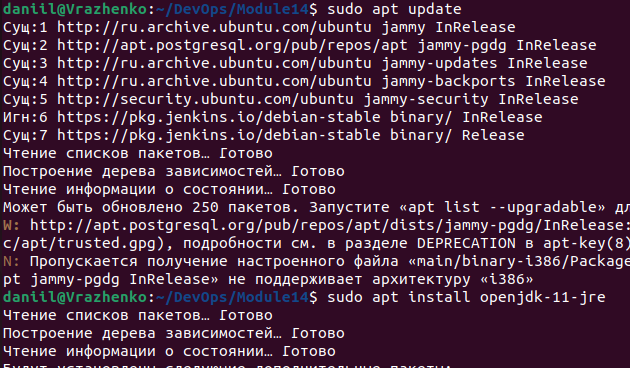 daniil@Vrazhenko:~/DevOps/Module14$ sudo apt update
Сущ:1 http://ru.archive.ubuntu.com/ubuntu jammy InRelease
Сущ:2 http://apt.postgresql.org/pub/repos/apt jammy-pgdg InRelease
Сущ:3 http://ru.archive.ubuntu.com/ubuntu jammy-updates InRelease
Сущ:4 http://ru.archive.ubuntu.com/ubuntu jammy-backports InRelease
Сущ:5 http://security.ubuntu.com/ubuntu jammy-security InRelease
Игн:6 https://pkg.jenkins.io/debian-stable binary/ InRelease
Сущ:7 https://pkg.jenkins.io/debian-stable binary/ Release
Чтение списков пакетов… Готово
Построение дерева зависимостей… Готово
Чтение информации о состоянии… Готово
Может быть обновлено 250 пакетов. Запустите «apt list --upgradable» дл
W: http://apt.postgresql.org/pub/repos/apt/dists/jammy-pgdg/InRelease:
c/apt/trusted.gpg), подробности см. в разделе DEPRECATION в apt-key(8)
N: Пропускается получение настроенного файла «main/binary-i386/Package
pt jammy-pgdg InRelease» не поддерживает архитектуру «i386»
daniil@Vrazhenko:~/DevOps/Module14$ sudo apt install openjdk-11-jre
Чтение списков пакетов… Готово
Построение дерева зависимостей… Готово
Чтение информации о состоянии… Готово
Будут установлены следующие дополнительные пакеты: